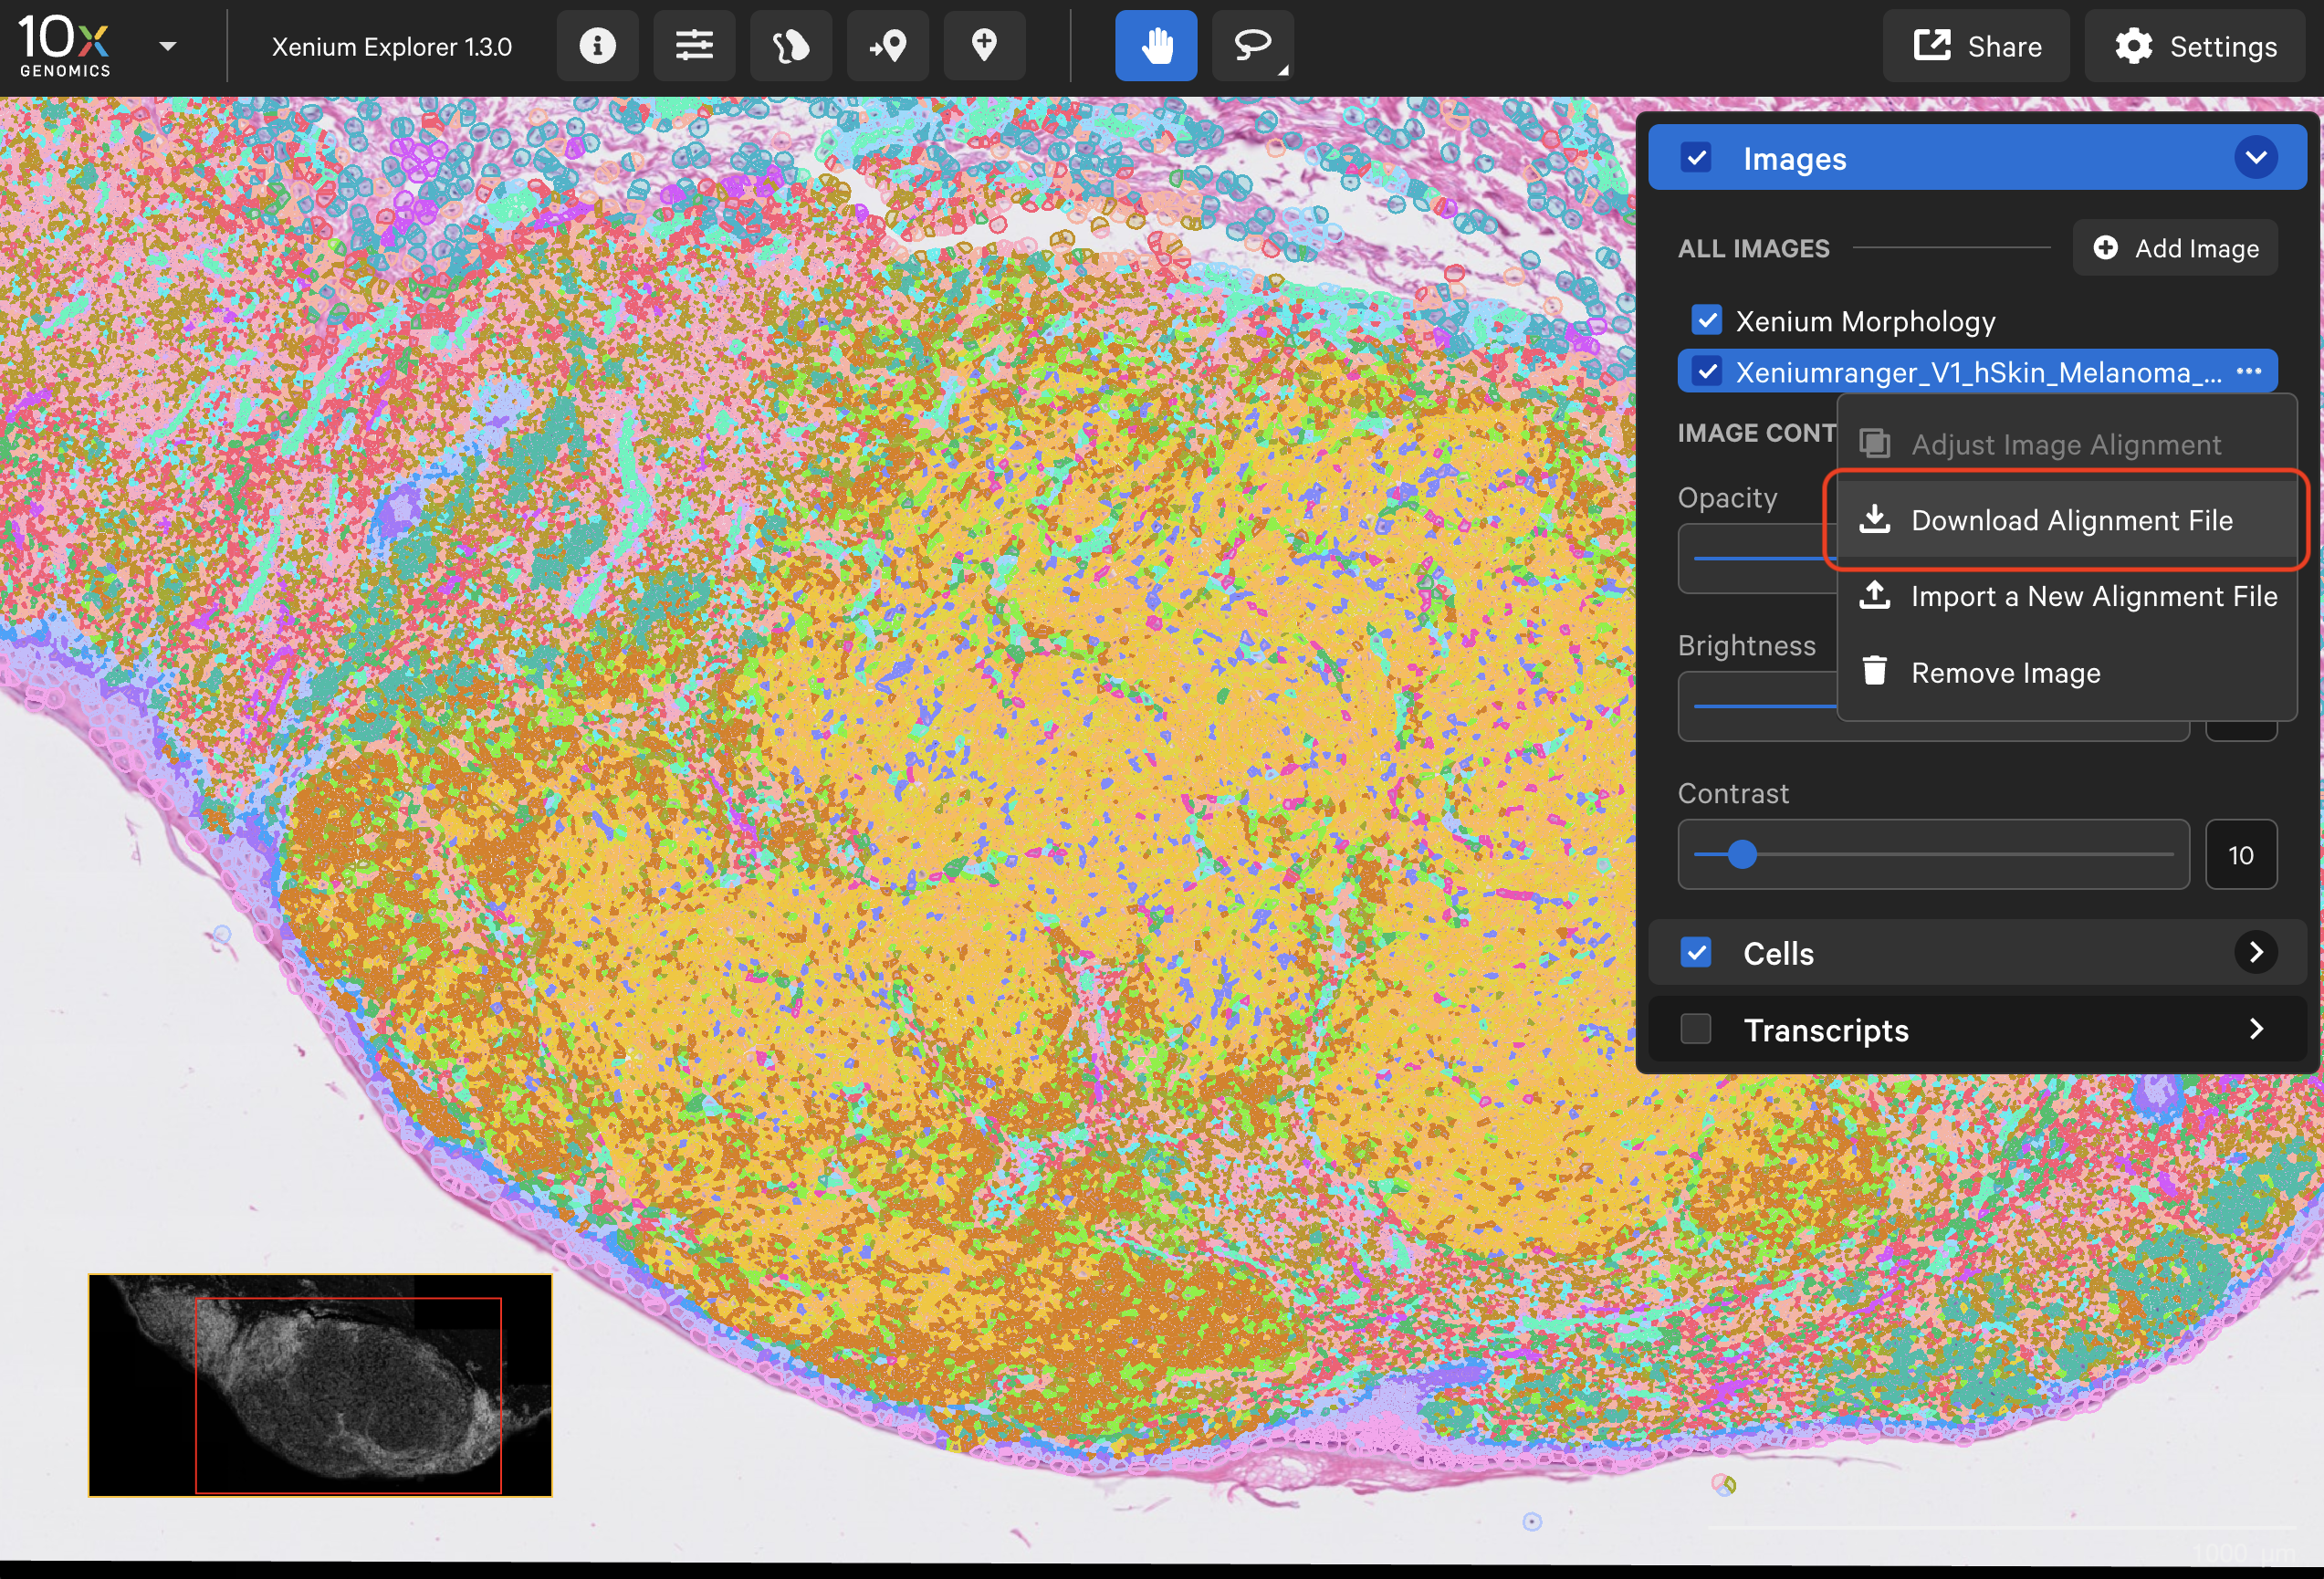 10x
GENOMICS
Xenium Explorer 1.3.0
Share
Settings
Images
ALL IMAGES
Add Image
Xenium Morphology
Xeniumranger_V1_hSkin_Melanoma_...
IMAGE CONT
Adjust Image Alignment
Opacity
Download Alignment File
Import a New Alignment File
Brightness
Remove Image
Contrast
10
Cells
Transcripts
1000 μm